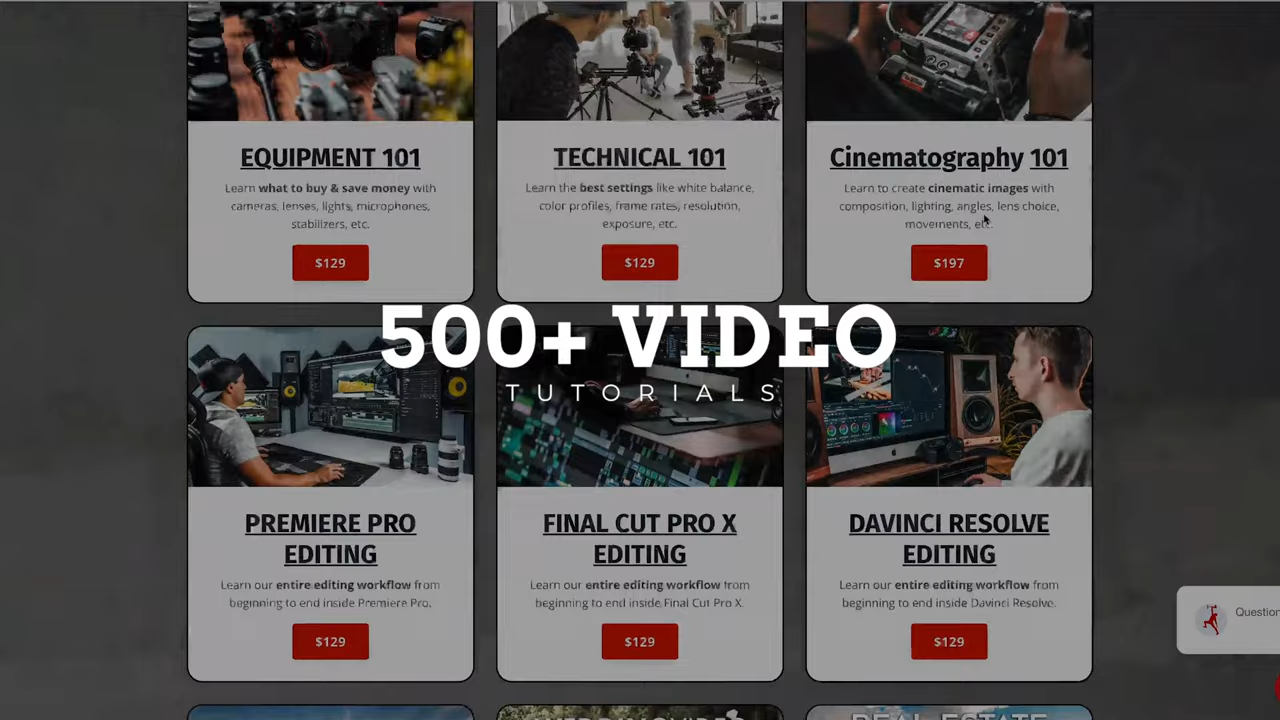 EQUIPMENT 101
Learn what to buy & save money with
cameras, lenses, lights, microphones,
stabilizers, etc.
$129
TECHNICAL 101
Learn the best settings like white balance,
color profiles, frame rates, resolution,
exposure, etc.
$129
Cinematography 101
Learn to create cinematic images with
composition, lighting, angles, lens choice,
movements, etc.
$197
500+ VIDEO
TUTORIALS
PREMIERE PRO
EDITING
Learn our entire editing workflow from
beginning to end inside Premiere Pro.
$129
FINAL CUT PRO X
EDITING
Learn our entire editing workflow from
beginning to end inside Final Cut Pro X.
$129
DAVINCI RESOLVE
EDITING
Learn our entire editing workflow from
beginning to end inside Davinci Resolve.
$129
Question
REAL ESTATE